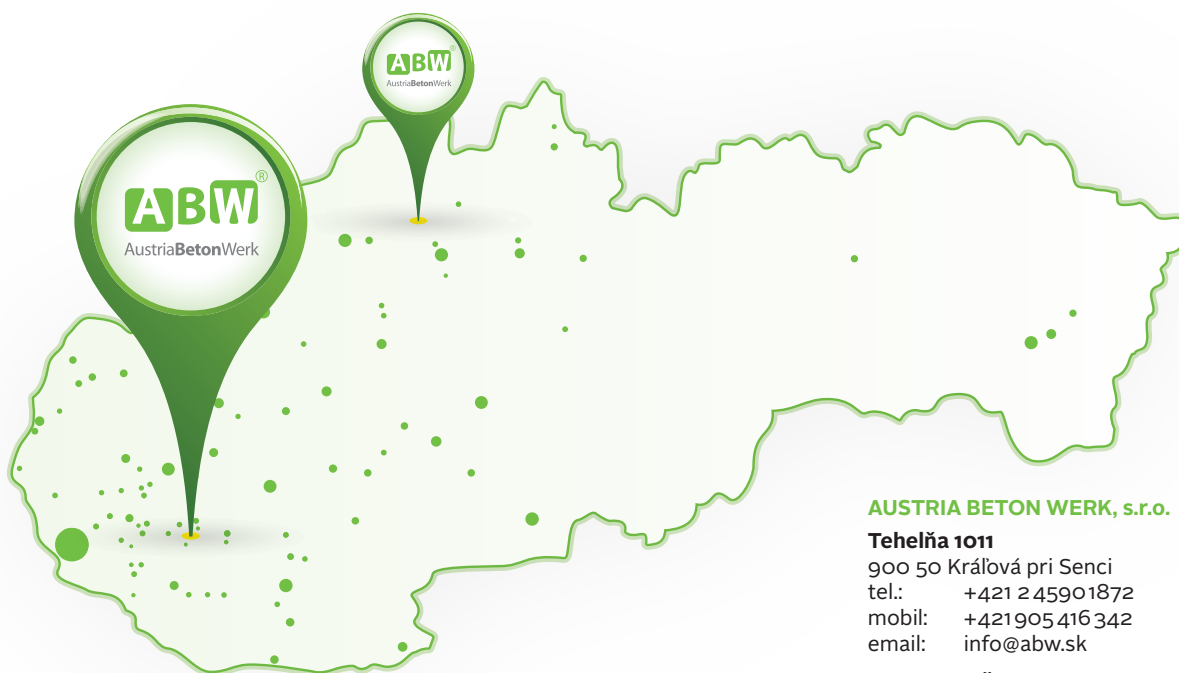 ABW®
AustriaBetonWerk
ABW®
AustriaBetonWerk
AUSTRIA BETON WERK, s.r.o.
Tehelňa 1011
900 50 Kráľová pri Senci
tel.: +421 2 45901872
mobil: +421 905 416 342
email: info@abw.sk